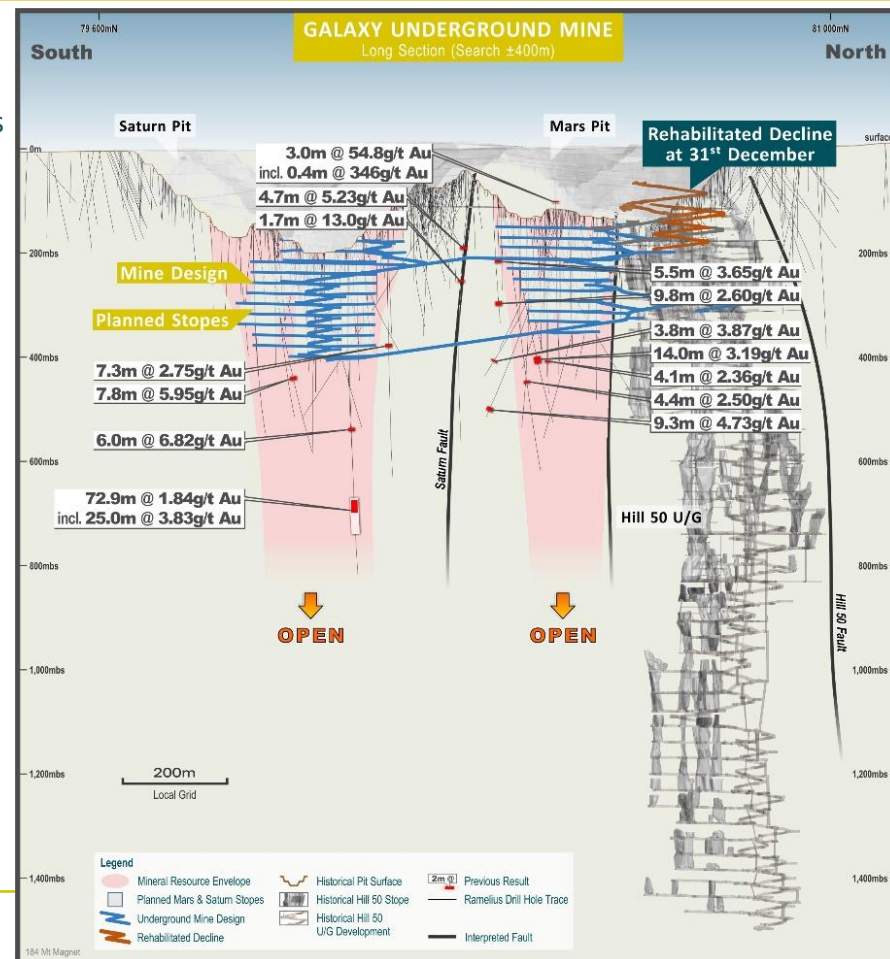 s
79 600mN
81 000mN
South
North
GALAXY UNDERGROUND MINE
Long Section (Search ±400m)
Saturn Pit
Mars Pit
Rehabilitated Decline
at 31st December
0m
surface
3.0m @ 54.8g/t Au
incl. 0.4m @ 346g/t Au
4.7m @ 5.23g/t Au
1.7m @ 13.0g/t Au
200mbs
200mbs
Mine Design
Planned Stopes
5.5m @ 3.65g/t Au
9.8m @ 2.60g/t Au
3.8m @ 3.87g/t Au
14.0m @ 3.19g/t Au
4.1m @ 2.36g/t Au
4.4m @ 2.50g/t Au
9.3m @ 4.73g/t Au
400mbs
400mbs
7.3m @ 2.75g/t Au
7.8m @ 5.95g/t Au
6.0m @ 6.82g/t Au
Saturn Fault
600mbs
600mbs
72.9m @ 1.84g/t Au
incl. 25.0m @ 3.83g/t Au
Hill 50 U/G
800mbs
800mbs
Hill 50 Fault
OPEN
OPEN
1,000mbs
1,000mbs
1,200mbs
1,200mbs
200m
Local Grid
1,400mbs
1,400mbs
Legend
Mineral Resource Envelope
Planned Mars & Saturn Stopes
Underground Mine Design
Rehabilitated Decline
Historical Pit Surface
Historical Hill 50 Stope
Historical Hill 50
U/G Development
2m @
Previous Result
Ramelius Drill Hole Trace
Interpreted Fault
184 Mt Magnet